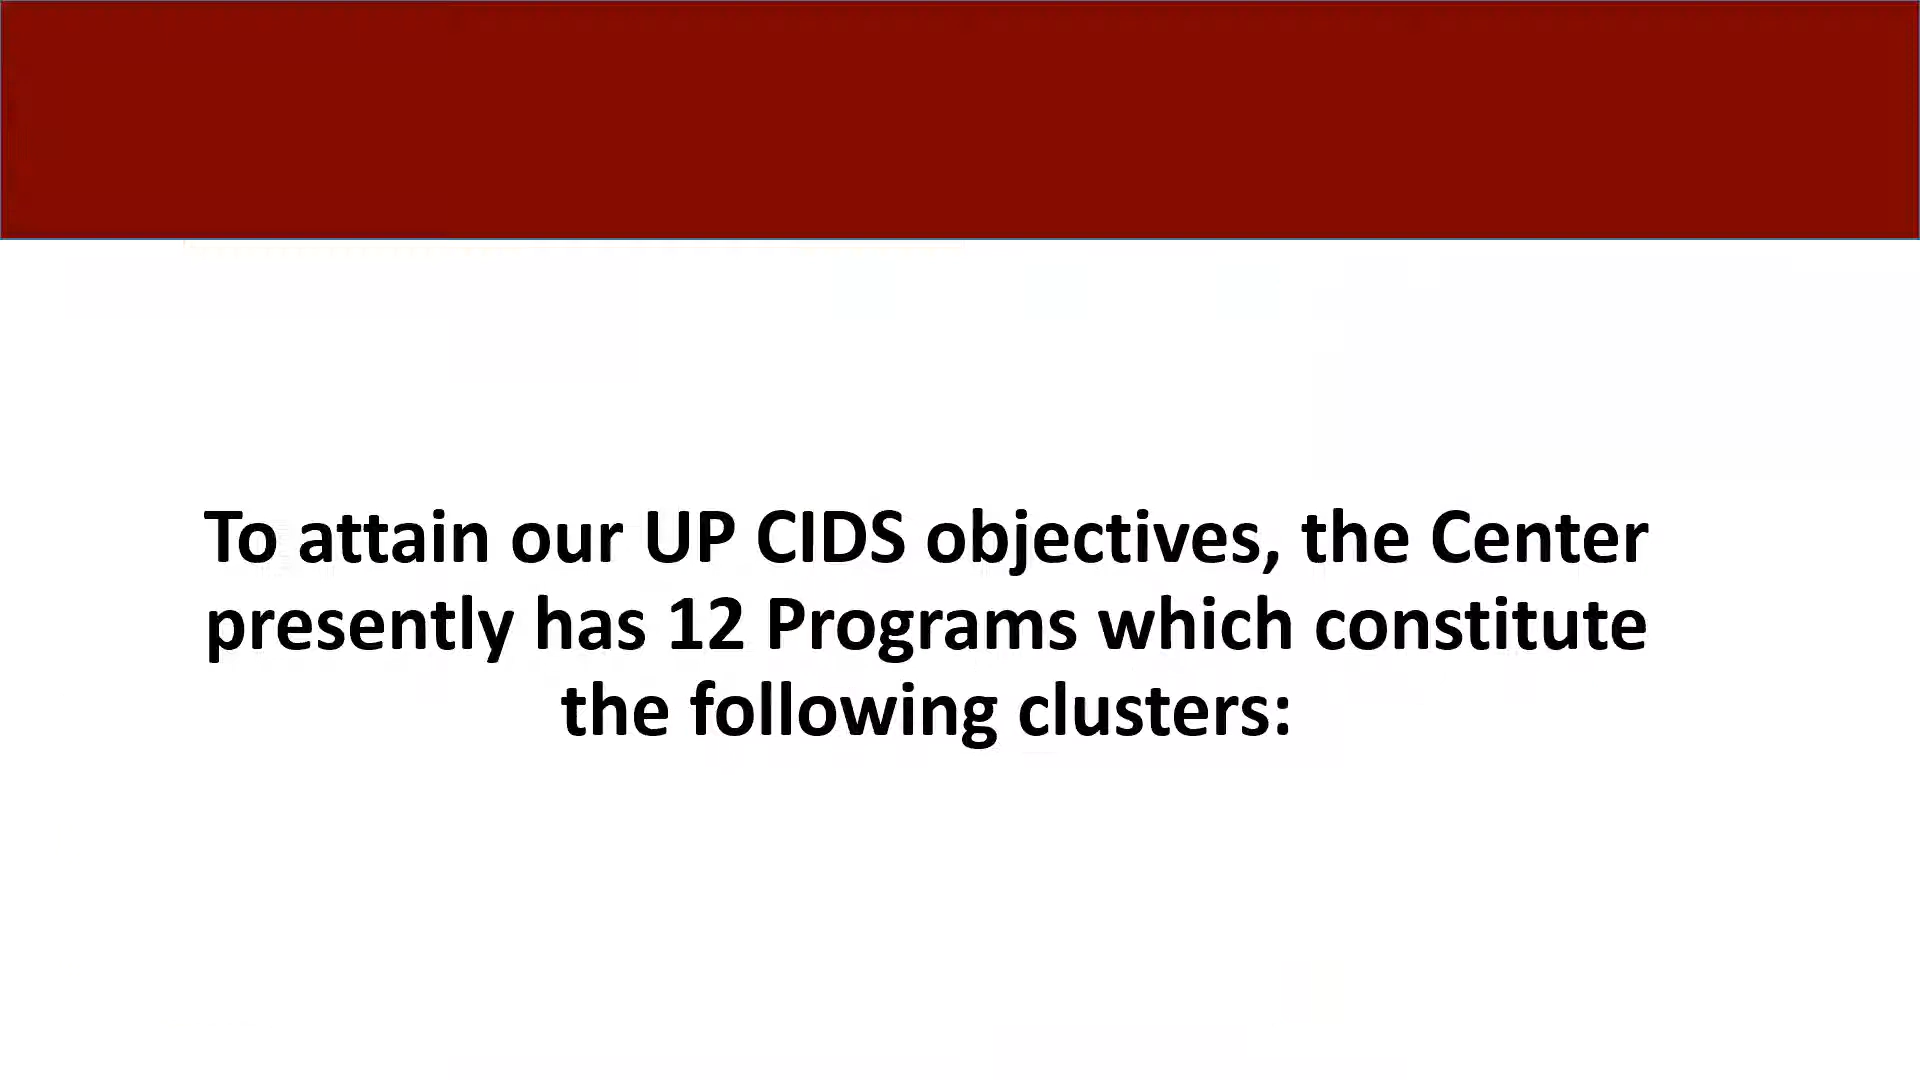 To attain our UP CIDS objectives, the Center
presently has 12 Programs which constitute
the following clusters: